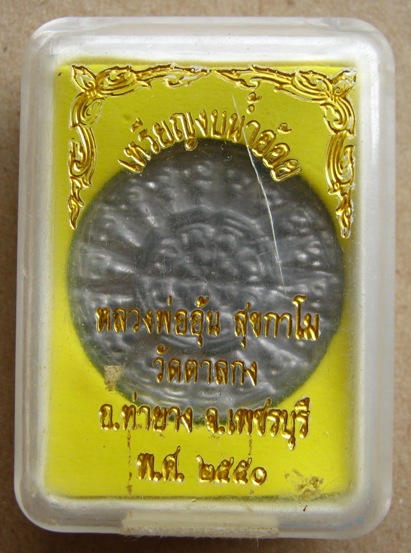 เหรียญงบน้ำอ้อย
หลวงพ่ออุ้น สุขกาโม
วัดตาลกง
อ.ท่ายาง จ.เพชรบุรี
พ.ศ. ๒๕๕๑